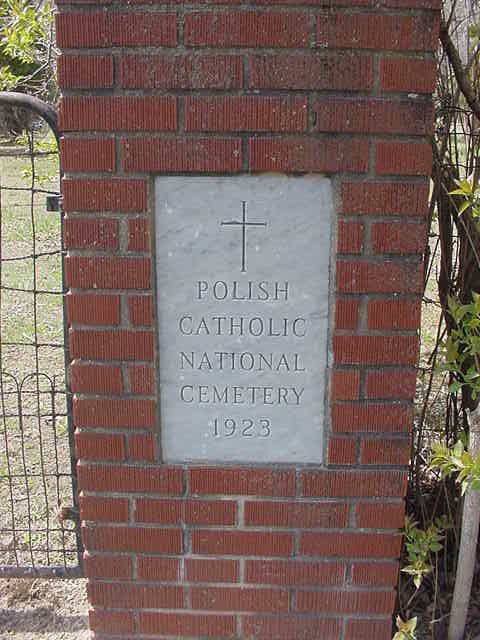 POLISH
CATHOLIC
NATIONAL
CEMETERY
1923